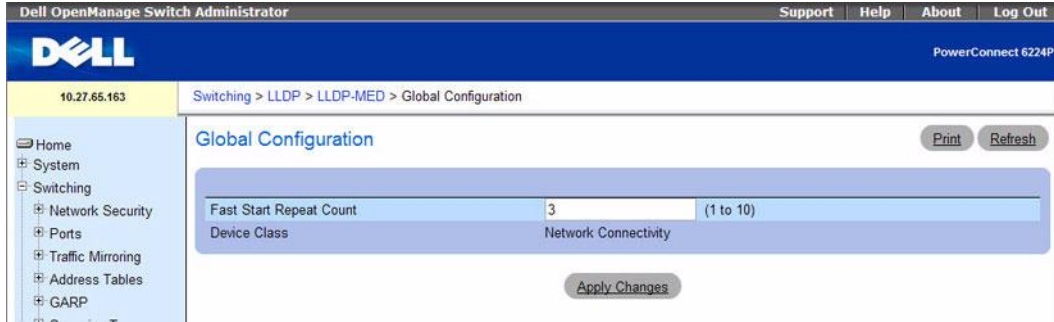 Dell OpenManage Switch Administrator Support Help About Log Out
DELL
PowerConnect 6224P
10.27.65.163
Switching > LLDP > LLDP-MED > Global Configuration
Home
System
Switching
Network Security
Ports
Traffic Mirroring
Address Tables
GARP
Global Configuration
Print Refresh
Fast Start Repeat Count 3 (1 to 10)
Device Class Network Connectivity
Apply Changes